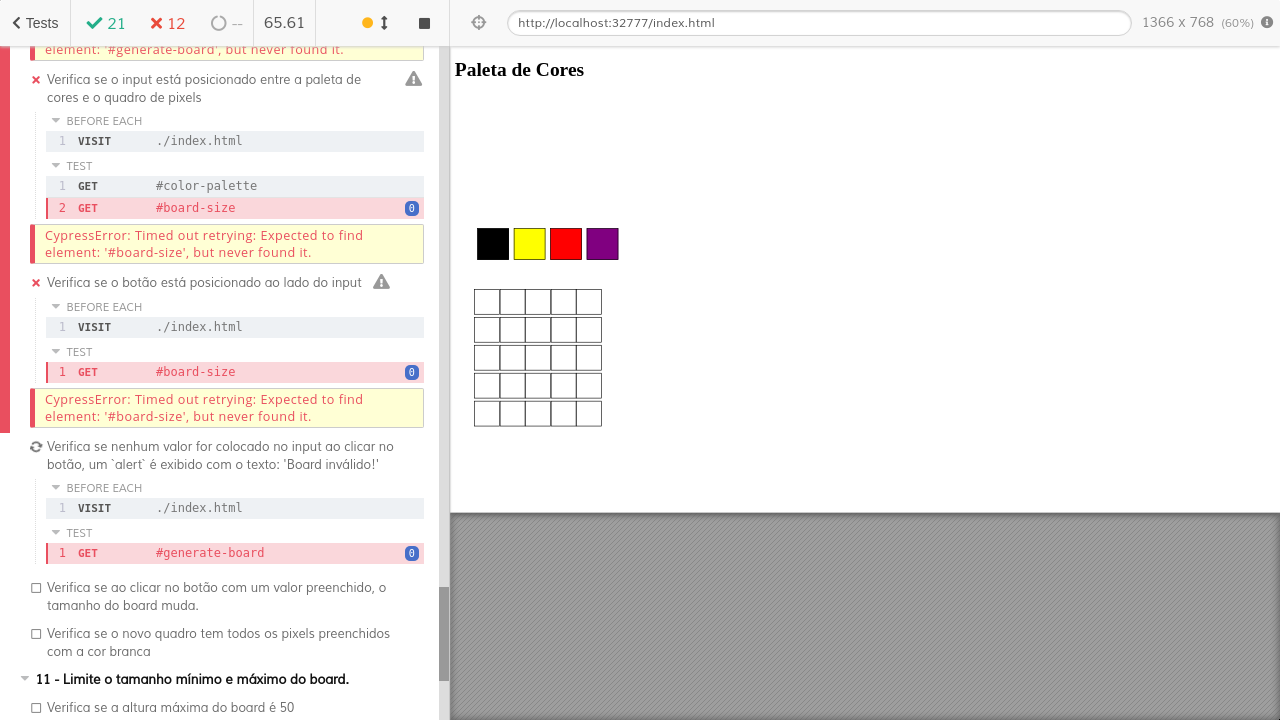 Tests
21
12
--
65.61
http://localhost:32777/index.html
1366 x 768 (60%)
element: '#generate-board', but never found it.
Verifica se o input está posicionado entre a paleta de
cores e o quadro de pixels
BEFORE EACH
1 VISIT ./index.html
TEST
1 GET #color-palette
2 GET #board-size 0
CypressError: Timed out retrying: Expected to find
element: '#board-size', but never found it.
Verifica se o botão está posicionado ao lado do input
BEFORE EACH
1 VISIT ./index.html
TEST
1 GET #board-size 0
CypressError: Timed out retrying: Expected to find
element: '#board-size', but never found it.
Verifica se nenhum valor for colocado no input ao clicar no
botão, um `alert` é exibido com o texto: 'Board inválido!'
BEFORE EACH
1 VISIT ./index.html
TEST
1 GET #generate-board 0
Verifica se ao clicar no botão com um valor preenchido, o
tamanho do board muda.
Verifica se o novo quadro tem todos os pixels preenchidos
com a cor branca
11 - Limite o tamanho mínimo e máximo do board.
Verifica se a altura máxima do board é 50
Paleta de Cores